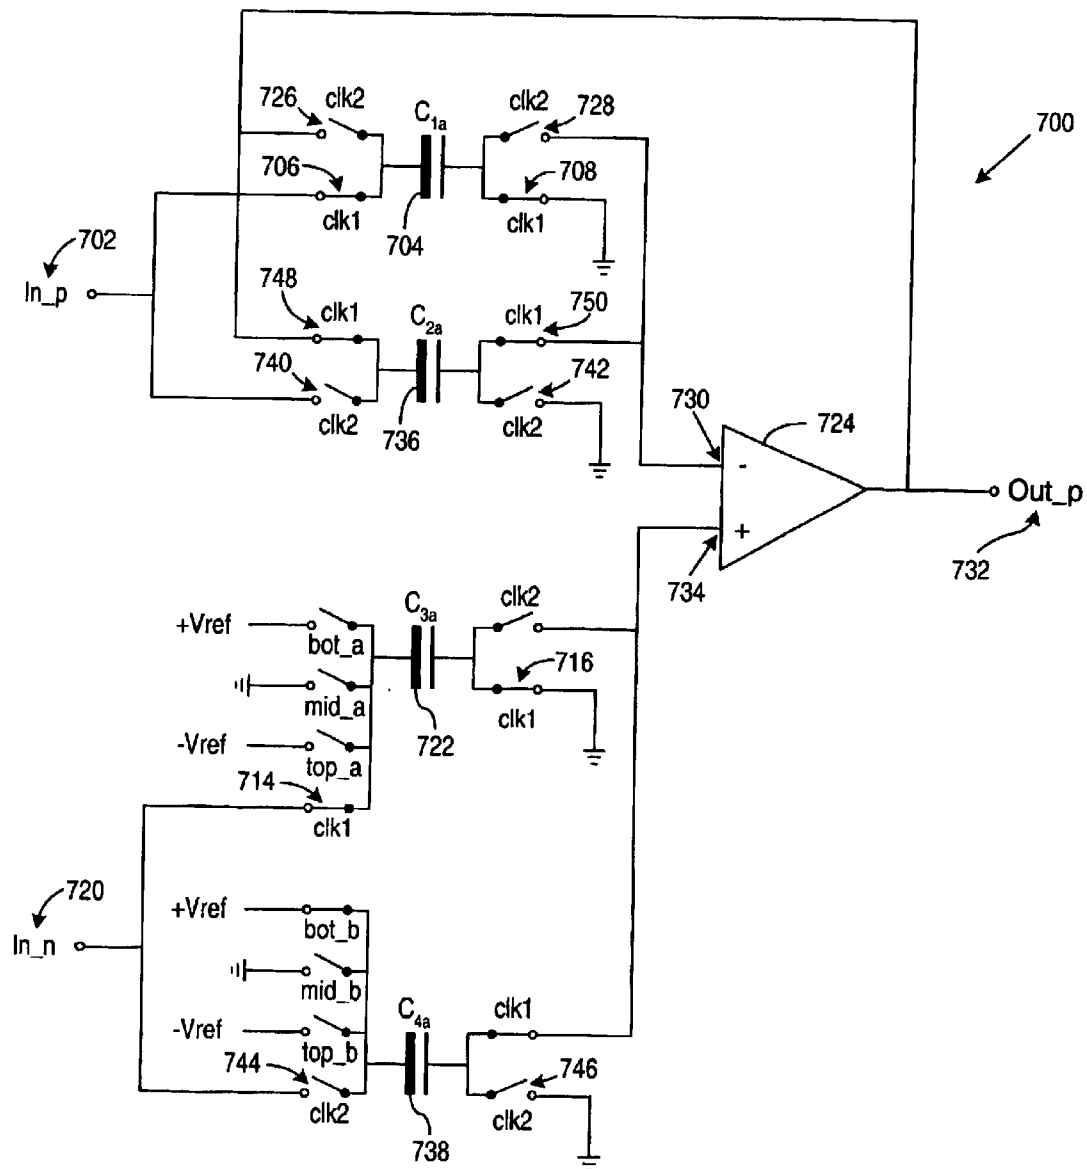 726
clk2
C1a
clk2
728
700
706
clk1
704
708
clk1
702
In_p
748
clk1
C2a
clk1
750
740
clk2
736
742
clk2
730
724
-
+
Out_p
732
734
C3a
clk2
+Vref
bot_a
716
mid_a
clk1
722
-Vref
top_a
714
clk1
720
In_n
+Vref
bot_b
mid_b
C4a
clk1
-Vref
top_b
744
clk2
738
746
clk2